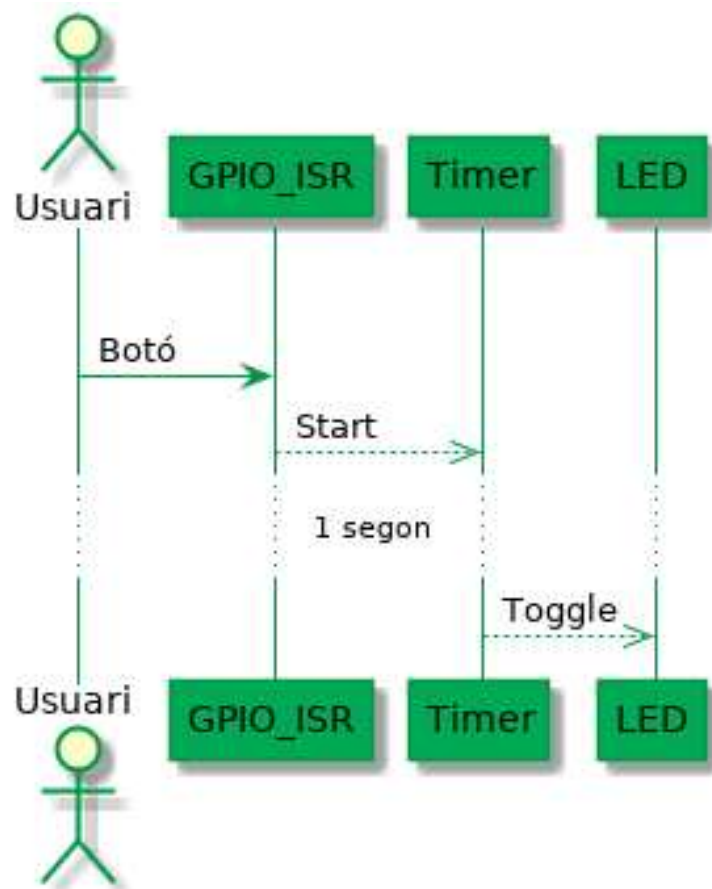 Usuari
GPIO_ISR
Timer
LED
Botó
Start
1 segon
Toggle
Usuari
GPIO_ISR
Timer
LED